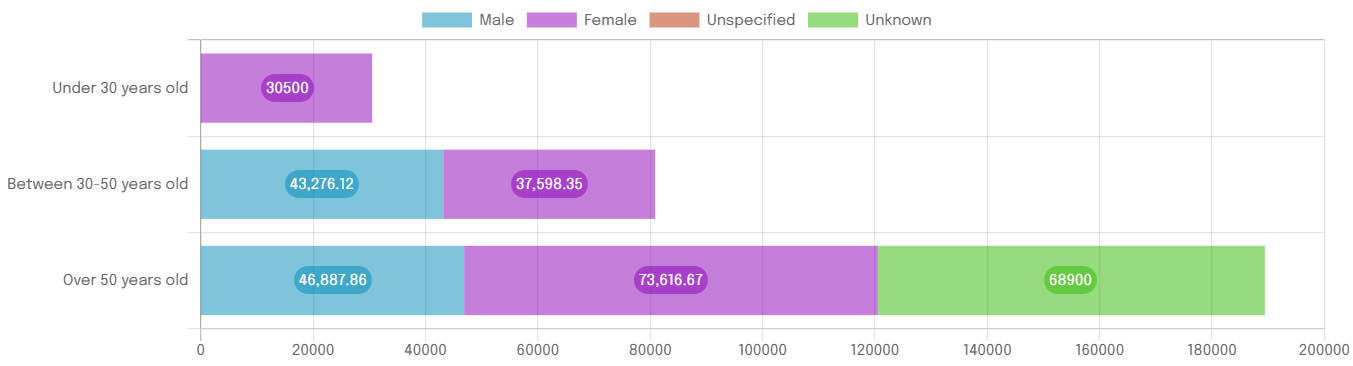 Male Female Unspecified Unknown
Under 30 years old 30500
Between 30-50 years old 43,276.12 37,598.35
Over 50 years old 46,887.86 73,616.67 68900
0 20000 40000 60000 80000 100000 120000 140000 160000 180000 200000